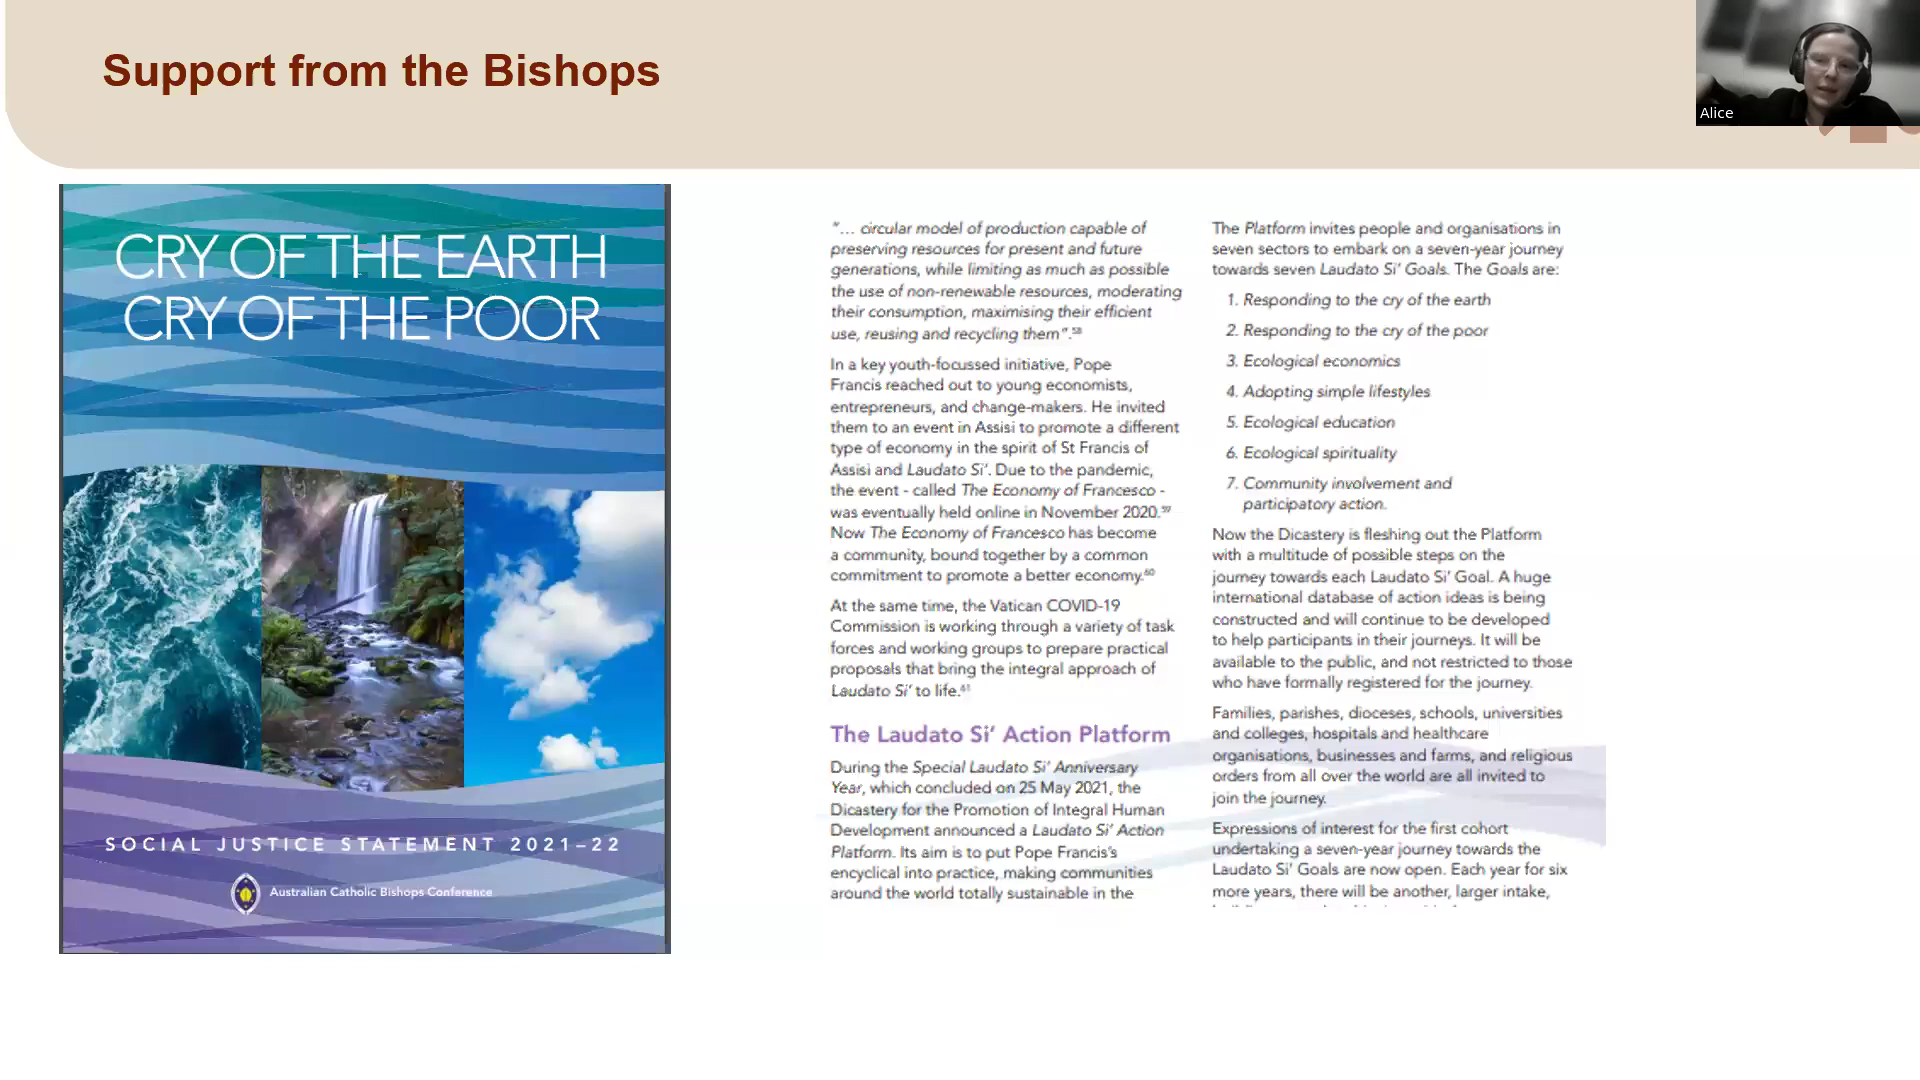 Support from the Bishops
Alice
CRY OF THE EARTH
CRY OF THE POOR
SOCIAL JUSTICE STATEMENT 2021–22
Australian Catholic Bishops Conference
"… circular model of production capable of
preserving resources for present and future
generations, while limiting as much as possible
the use of non-renewable resources, moderating
their consumption, maximising their efficient
use, reusing and recycling them".58
In a key youth-focussed initiative, Pope
Francis reached out to young economists,
entrepreneurs, and change-makers. He invited
them to an event in Assisi to promote a different
type of economy in the spirit of St Francis of
Assisi and Laudato Si'. Due to the pandemic,
the event - called The Economy of Francesco -
was eventually held online in November 2020.59
Now The Economy of Francesco has become
a community, bound together by a common
commitment to promote a better economy.60
At the same time, the Vatican COVID-19
Commission is working through a variety of task
forces and working groups to prepare practical
proposals that bring the integral approach of
Laudato Si' to life.61
The Laudato Si' Action Platform
During the Special Laudato Si' Anniversary
Year, which concluded on 25 May 2021, the
Dicastery for the Promotion of Integral Human
Development announced a Laudato Si' Action
Platform. Its aim is to put Pope Francis's
encyclical into practice, making communities
around the world totally sustainable in the
The Platform invites people and organisations in
seven sectors to embark on a seven-year journey
towards seven Laudato Si' Goals. The Goals are:
1. Responding to the cry of the earth
2. Responding to the cry of the poor
3. Ecological economics
4. Adopting simple lifestyles
5. Ecological education
6. Ecological spirituality
7. Community involvement and
participatory action.
Now the Dicastery is fleshing out the Platform
with a multitude of possible steps on the
journey towards each Laudato Si' Goal. A huge
international database of action ideas is being
constructed and will continue to be developed
to help participants in their journeys. It will be
available to the public, and not restricted to those
who have formally registered for the journey.
Families, parishes, dioceses, schools, universities
and colleges, hospitals and healthcare
organisations, businesses and farms, and religious
orders from all over the world are all invited to
join the journey.
Expressions of interest for the first cohort
undertaking a seven-year journey towards the
Laudato Si' Goals are now open. Each year for six
more years, there will be another, larger intake,